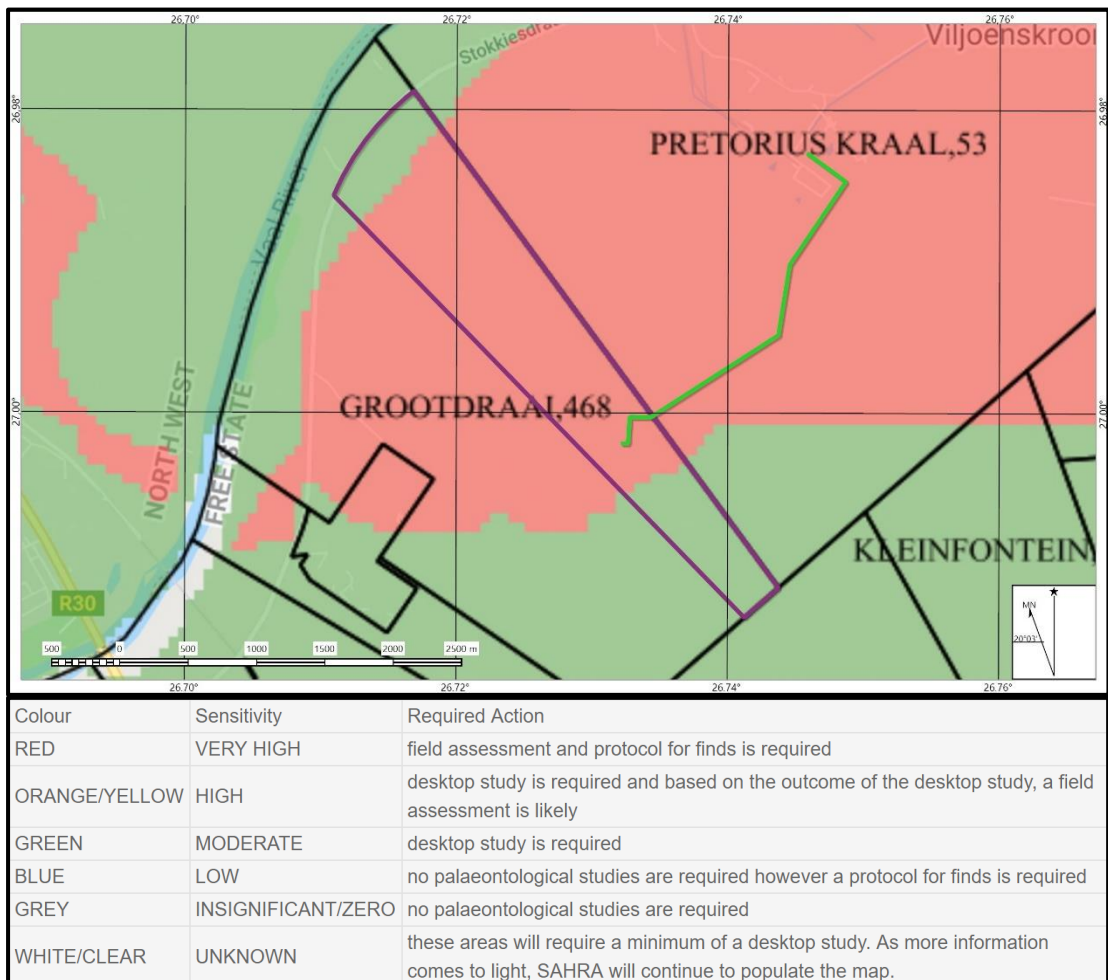 26.70° 26.72° 26.74° 26.76°
Viljoenskroo
26.98° 26.98°
PRETORIUS KRAAL,53
Vaal River
27.00° 27.00°
GROOTDRAAI,468
NORTH WEST
FREE STATE
KLEINFONTEIN,
R30
MN
20°03'
500 0 500 1000 1500 2000 2500 m
26.70° 26.72° 26.74° 26.76°
Colour Sensitivity Required Action
RED VERY HIGH field assessment and protocol for finds is required
ORANGE/YELLOW HIGH desktop study is required and based on the outcome of the desktop study, a field
assessment is likely
GREEN MODERATE desktop study is required
BLUE LOW no palaeontological studies are required however a protocol for finds is required
GREY INSIGNIFICANT/ZERO no palaeontological studies are required
WHITE/CLEAR UNKNOWN these areas will require a minimum of a desktop study. As more information
comes to light, SAHRA will continue to populate the map.